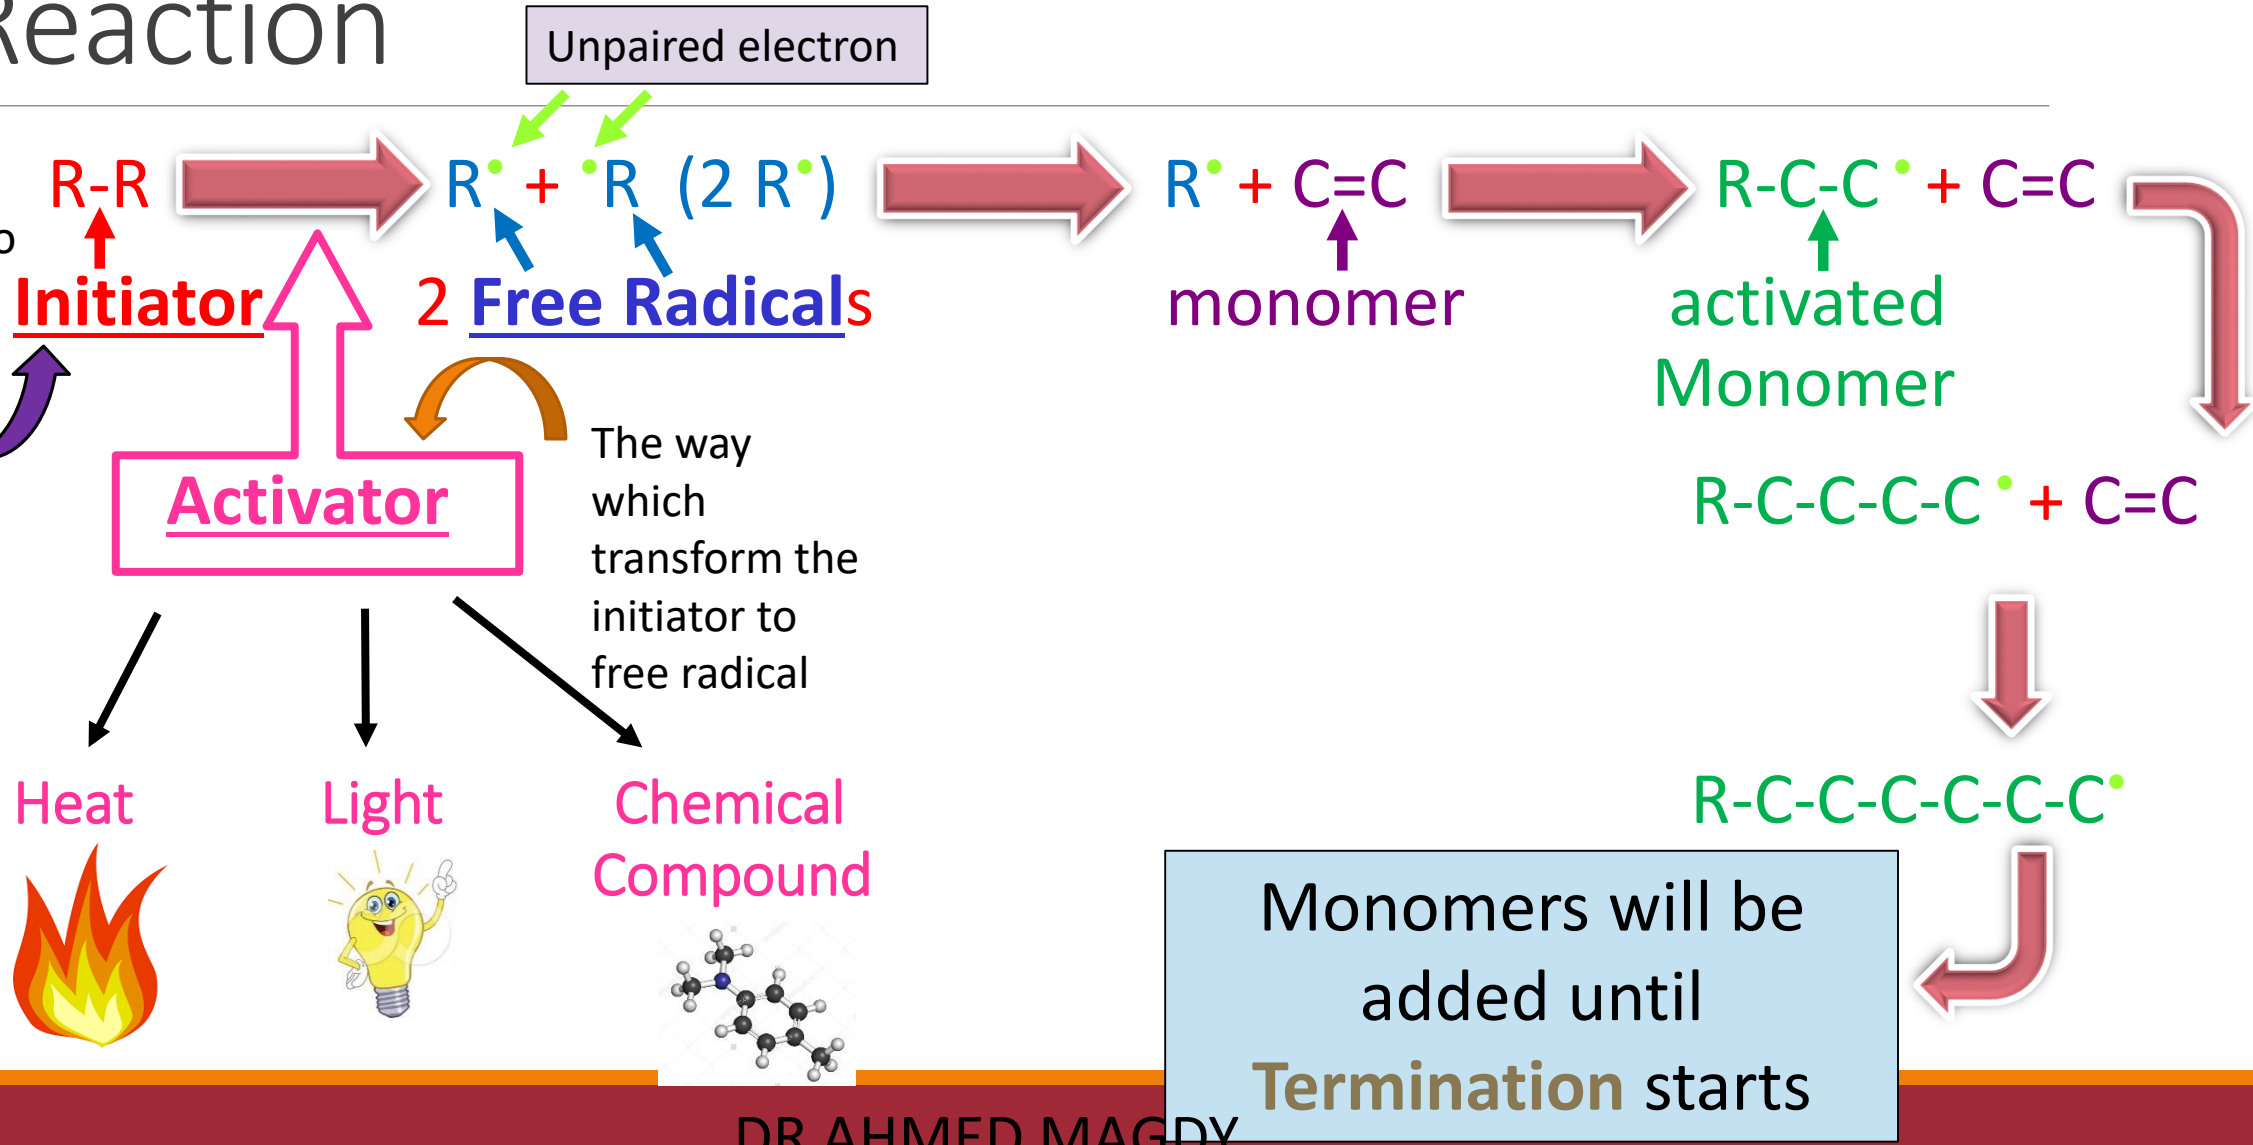 Reaction
Unpaired electron
R-R
R• + •R (2 R•)
R• + C=C
R-C-C • + C=C
Initiator
2 Free Radicals
monomer
activated
Monomer
Activator
The way
which
transform the
initiator to
free radical
R-C-C-C-C • + C=C
Heat
Light
Chemical
Compound
R-C-C-C-C-C-C•
Monomers will be
added until
Termination starts
DR AHMED MAGDY